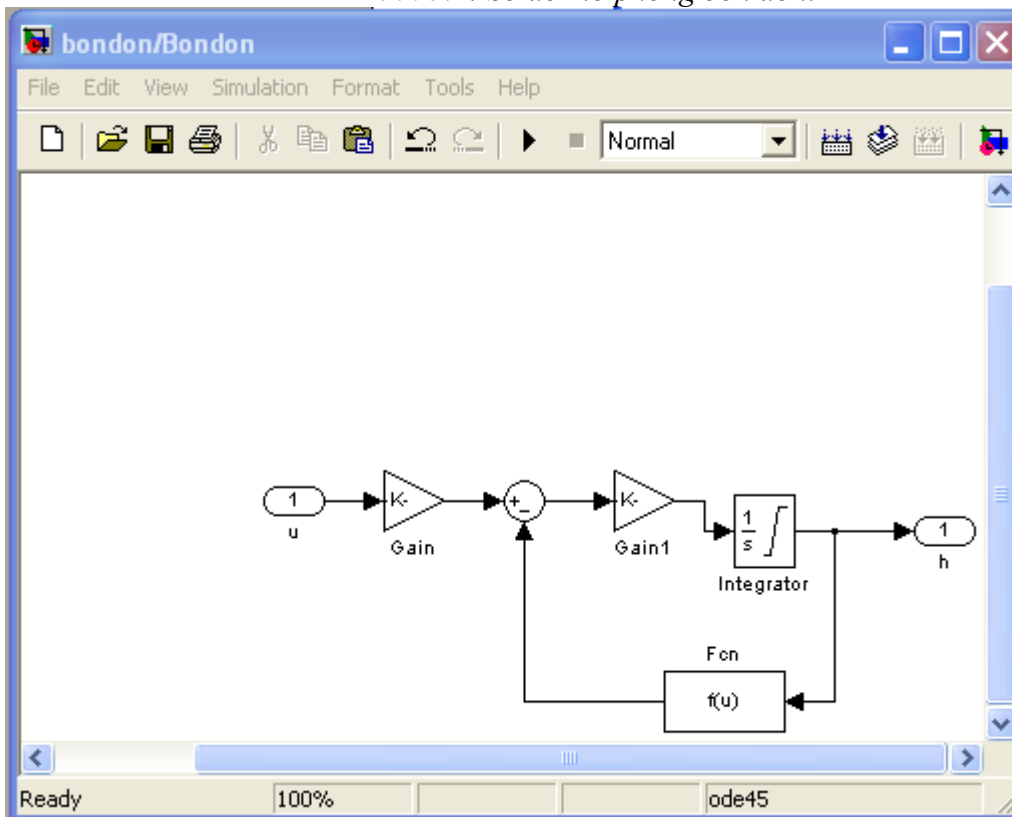 bondon/Bondon
File Edit View Simulation Format Tools Help
Normal
1
u
K-
Gain
+
-
K-
Gain1
1
s
Integrator
1
h
Fcn
f(u)
Ready 100% ode45